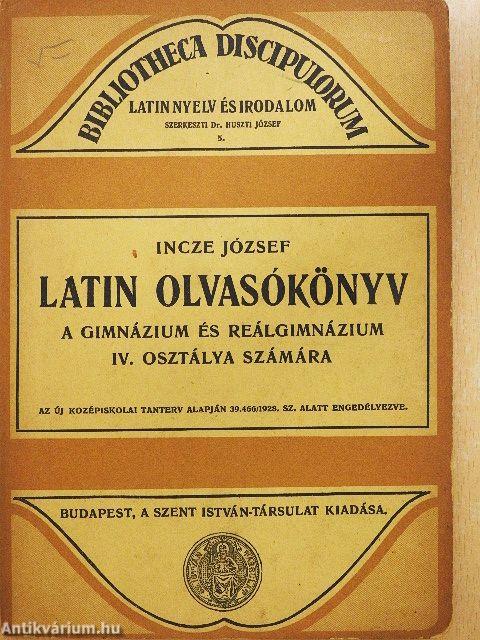 BIBLIOTHECA DISCIPULORUM
LATIN NYELV ÉS IRODALOM
SZERKESZTI Dr. HUSZTI JÓZSEF
5.
INCZE JÓZSEF
LATIN OLVASÓKÖNYV
A GIMNÁZIUM ÉS REÁLGIMNÁZIUM
IV. OSZTÁLYA SZÁMÁRA
AZ ÚJ KÖZÉPISKOLAI TANTERV ALAPJÁN 39.466/1928. SZ. ALATT ENGEDÉLYEZVE.
BUDAPEST, A SZENT ISTVÁN-TÁRSULAT KIADÁSA.
Antikvárium.hu